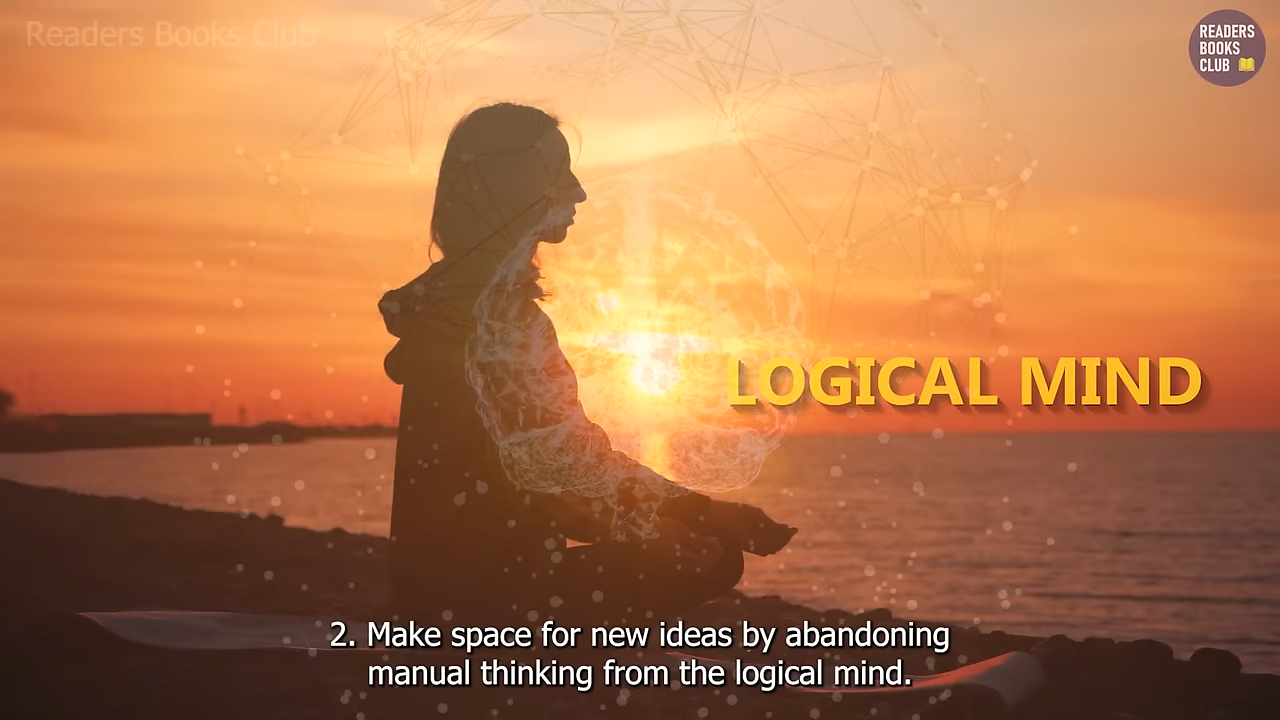 Readers Books Club
READERS
BOOKS
CLUB
LOGICAL MIND
2. Make space for new ideas by abandoning
manual thinking from the logical mind.